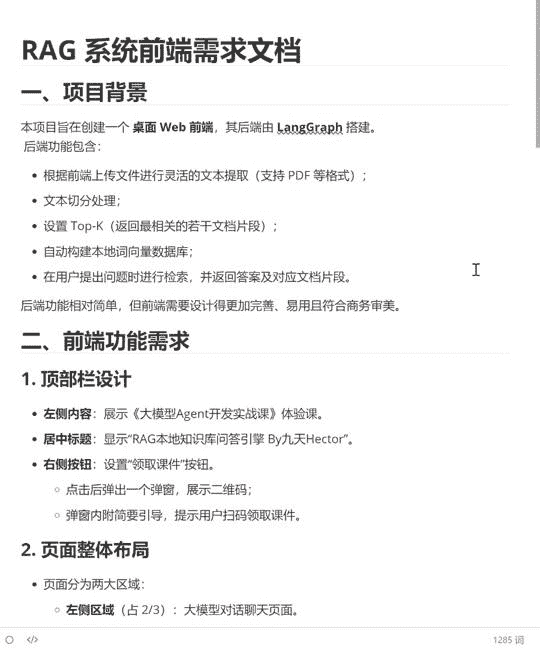 RAG 系统前端需求文档
一、项目背景
本项目旨在创建一个 桌面 Web 前端，其后端由 LangGraph 搭建。
后端功能包含：
根据前端上传文件进行灵活的文本提取（支持 PDF 等格式）；
文本切分处理；
设置 Top-K（返回最相关的若干文档片段）；
自动构建本地词向量数据库；
在用户提出问题时进行检索，并返回答案及对应文档片段。
后端功能相对简单，但前端需要设计得更加完善、易用且符合商务审美。
二、前端功能需求
1. 顶部栏设计
左侧内容：展示《大模型Agent开发实战课》体验课。
居中标题：显示“RAG本地知识库问答引擎 By九天Hector”。
右侧按钮：设置“领取课件”按钮。
点击后弹出一个弹窗，展示二维码；
弹窗内附简要引导，提示用户扫码领取课件。
2. 页面整体布局
页面分为两大区域：
左侧区域（占 2/3）：大模型对话聊天页面。
</> 1285 词